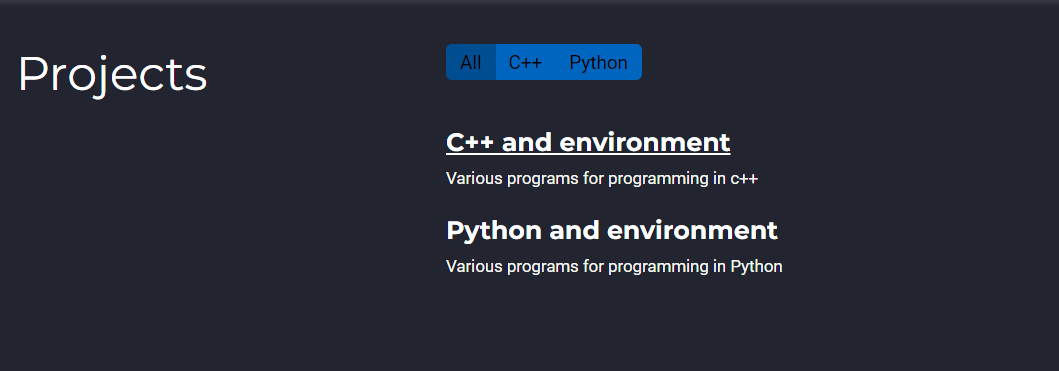 Projects
All C++ Python
C++ and environment
Various programs for programming in c++
Python and environment
Various programs for programming in Python